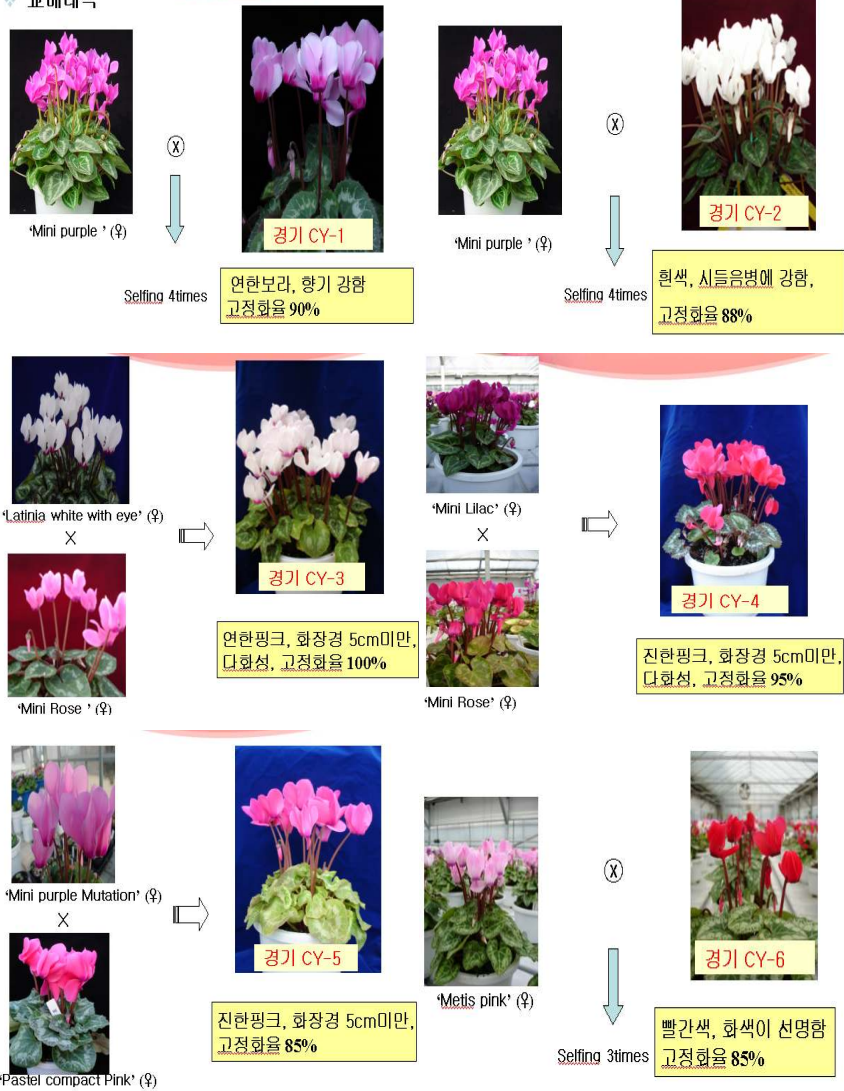 교배내력
'Mini purple ' (♀)
Ⓧ
Selfing 4times
경기 CY-1
연한보라, 향기 강함
고정화율 90%
'Mini purple ' (♀)
Ⓧ
Selfing 4times
경기 CY-2
흰색, 시들음병에 강함,
고정화율 88%
'Latinia white with eye' (♀)
X
'Mini Rose ' (♀)
경기 CY-3
연한핑크, 화장경 5cm미만,
다화성, 고정화율 100%
'Mini Lilac' (♀)
X
'Mini Rose' (♀)
경기 CY-4
진한핑크, 화장경 5cm미만,
다화성, 고정화율 95%
'Mini purple Mutation' (♀)
X
'Pastel compact Pink' (♀)
경기 CY-5
진한핑크, 화장경 5cm미만,
고정화율 85%
'Metis pink' (♀)
Ⓧ
Selfing 3times
경기 CY-6
빨간색, 화색이 선명함
고정화율 85%